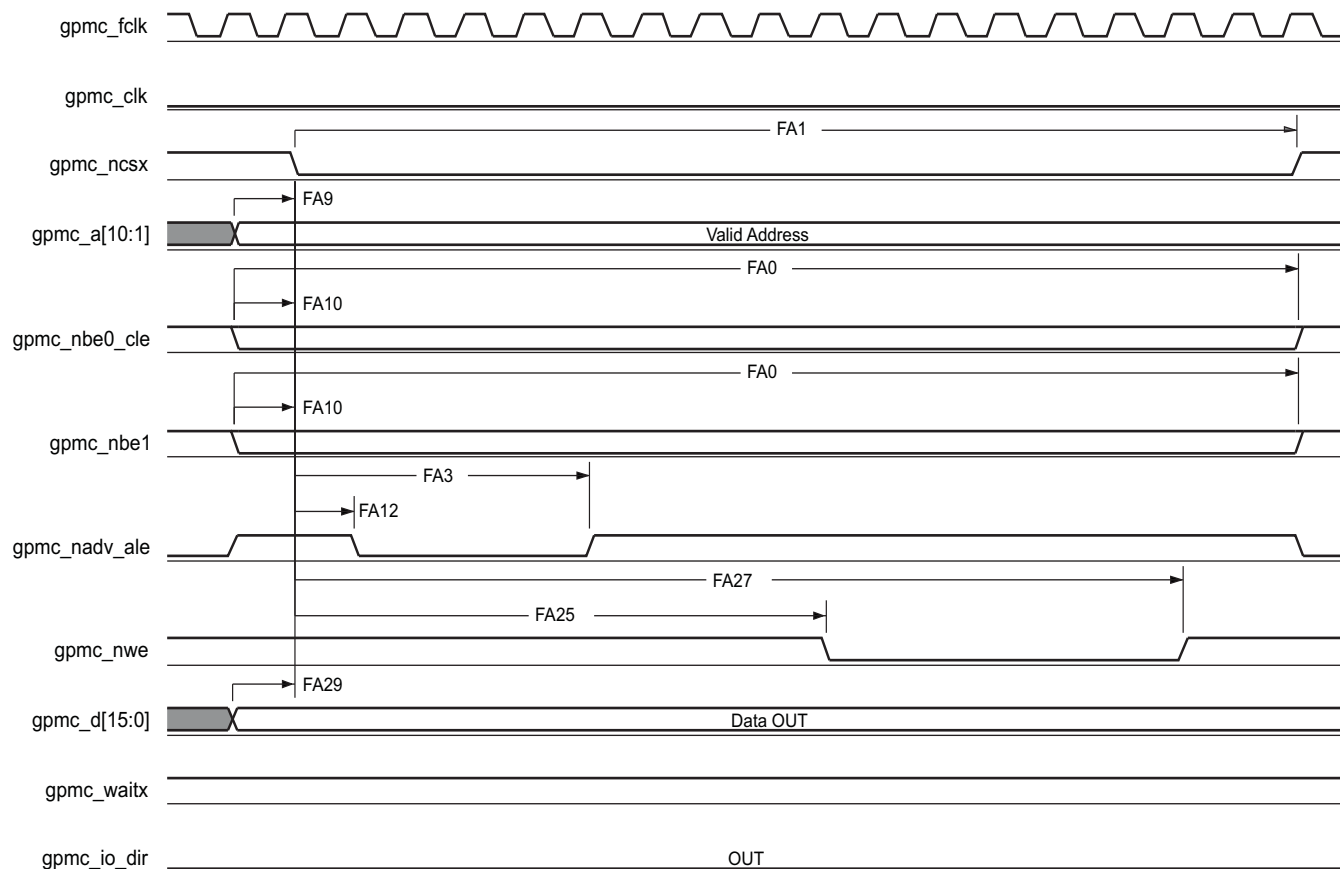 gpmc_fclk
gpmc_clk
FA1
gpmc_ncsx
FA9
gpmc_a[10:1]
Valid Address
FA0
FA10
gpmc_nbe0_cle
FA0
FA10
gpmc_nbe1
FA3
FA12
gpmc_nadv_ale
FA27
FA25
gpmc_nwe
FA29
gpmc_d[15:0]
Data OUT
gpmc_waitx
gpmc_io_dir
OUT